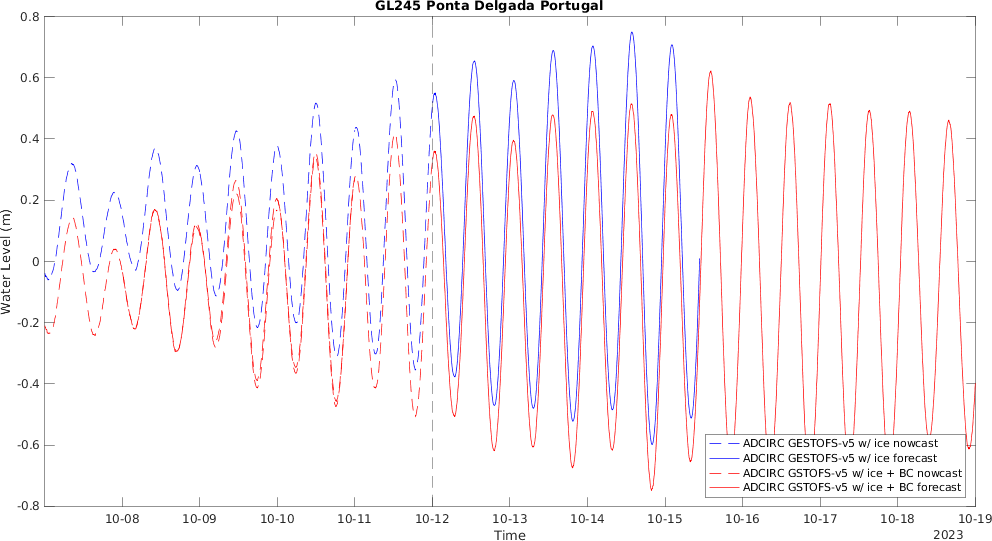 GL245 Ponta Delgada Portugal
0.8
0.6
0.4
0.2
0
-0.2
-0.4
-0.6
-0.8
Water Level (m)
ADCIRC GESTOFS-v5 w/ ice nowcast
ADCIRC GESTOFS-v5 w/ ice forecast
ADCIRC GSTOFS-v5 w/ ice + BC nowcast
ADCIRC GSTOFS-v5 w/ ice + BC forecast
10-08 10-09 10-10 10-11 10-12 10-13 10-14 10-15 10-16 10-17 10-18 10-19
Time
2023